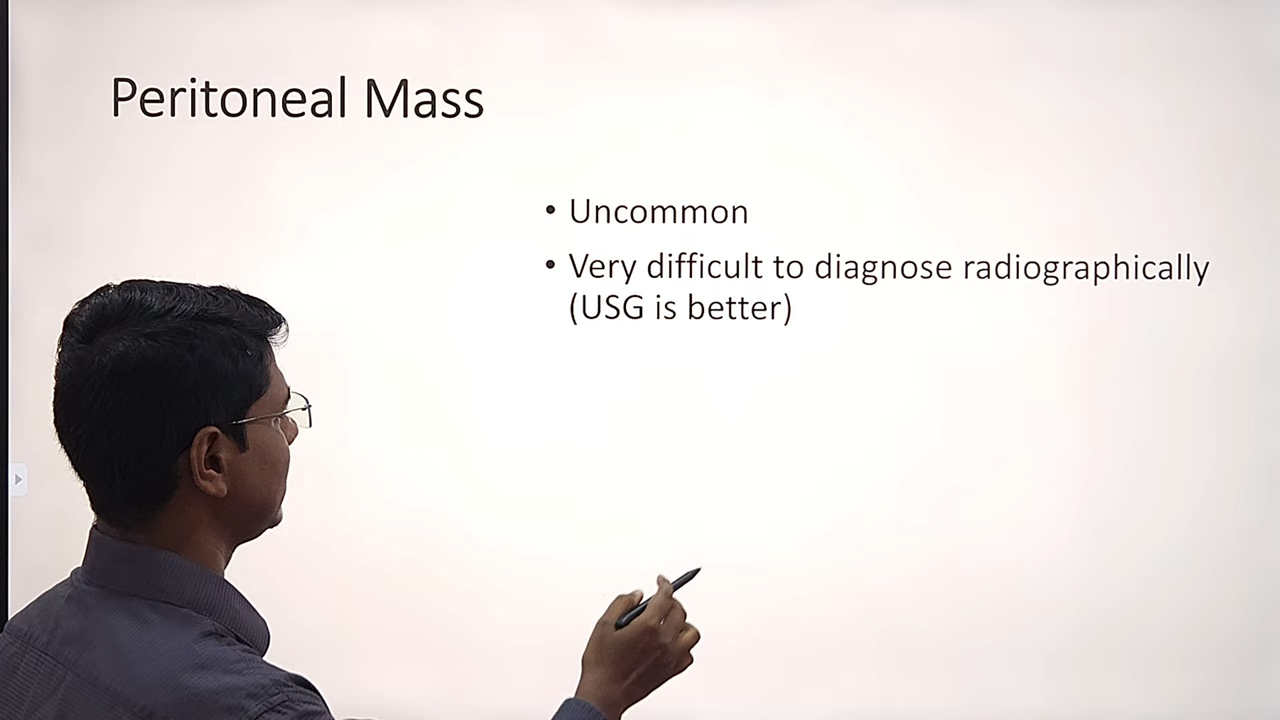 Peritoneal Mass
• Uncommon
• Very difficult to diagnose radiographically
(USG is better)